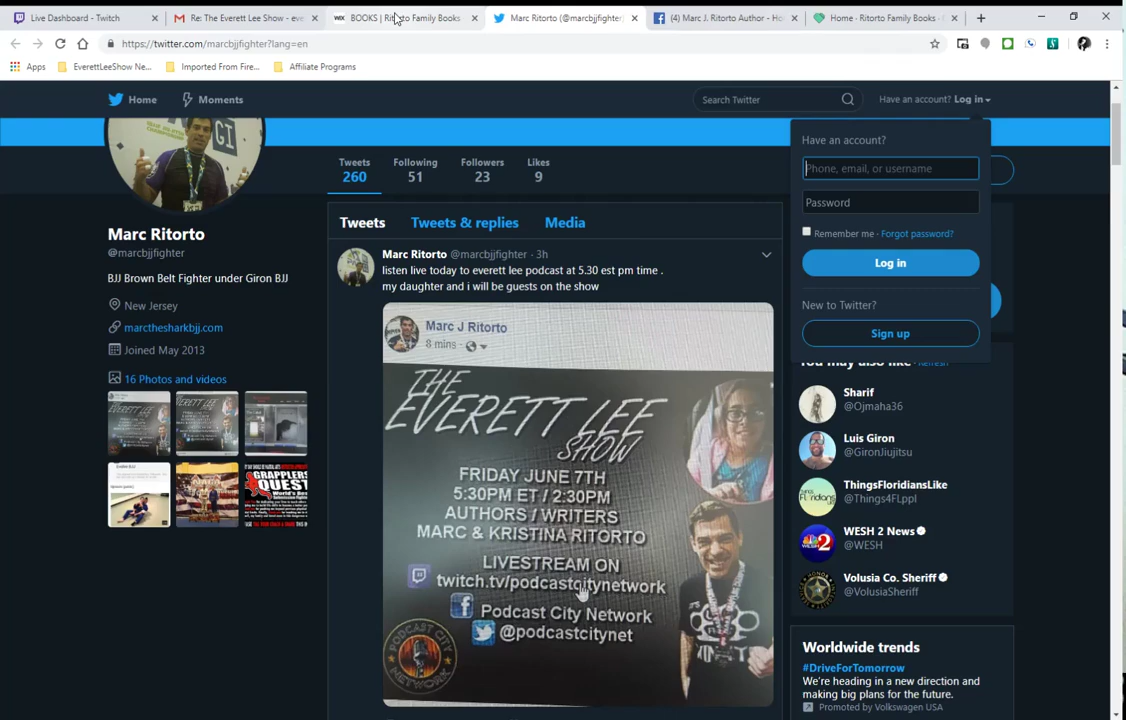 Live Dashboard - Twitch
Re: The Everett Lee Show - eve
WIX BOOKS | Ritorto Family Books
Marc Ritorto (@marcbjjfighter)
(4) Marc J. Ritorto Author - Ho
Home - Ritorto Family Books -
https://twitter.com/marcbjjfighter?lang=en
Apps EverettLeeShow Ne... Imported From Fire... Affiliate Programs
Home Moments Search Twitter Have an account? Log in
Tweets Following Followers Likes
260 51 23 9
Marc Ritorto
@marcbjjfighter
BJJ Brown Belt Fighter under Giron BJJ
New Jersey
marcthesharkbjj.com
Joined May 2013
16 Photos and videos
Tweets Tweets & replies Media
Marc Ritorto @marcbjjfighter · 3h
listen live today to everett lee podcast at 5.30 est pm time .
my daughter and i will be guests on the show
Marc J Ritorto
8 mins
THE
EVERETT LEE
SHOW
FRIDAY JUNE 7TH
5:30PM ET / 2:30PM
AUTHORS / WRITERS
MARC & KRISTINA RITORTO
LIVESTREAM ON
twitch.tv/podcastcitynetwork
Podcast City Network
@podcastcitynet
PODCAST CITY
NETWORK
Have an account?
Phone, email, or username
Password
Remember me · Forgot password?
Log in
New to Twitter?
Sign up
You may also like · Refresh
Sharif
@Ojmaha36
Luis Giron
@GironJiujitsu
ThingsFloridiansLike
@Things4FLppl
WESH 2 News
@WESH
Volusia Co. Sheriff
@VolusiaSheriff
Worldwide trends
#DriveForTomorrow
We're heading in a new direction and
making big plans for the future.
Promoted by Volkswagen USA